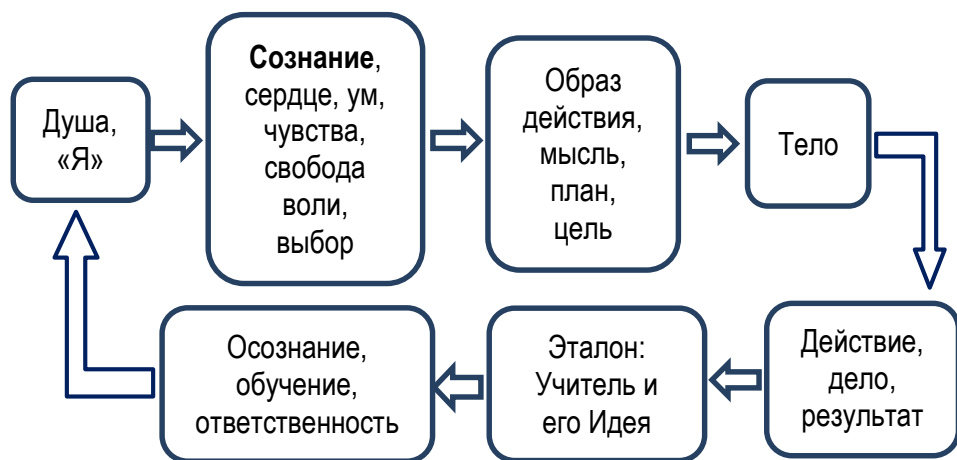 Душа,
«Я»
Сознание,
сердце, ум,
чувства,
свобода
воли,
выбор
Образ
действия,
мысль,
план,
цель
Тело
Действие,
дело,
результат
Эталон:
Учитель и
его Идея
Осознание,
обучение,
ответственность